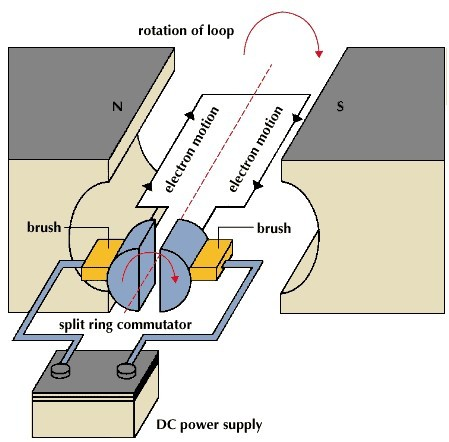 rotation of loop
N
S
electron motion
electron motion
brush
brush
split ring commutator
DC power supply